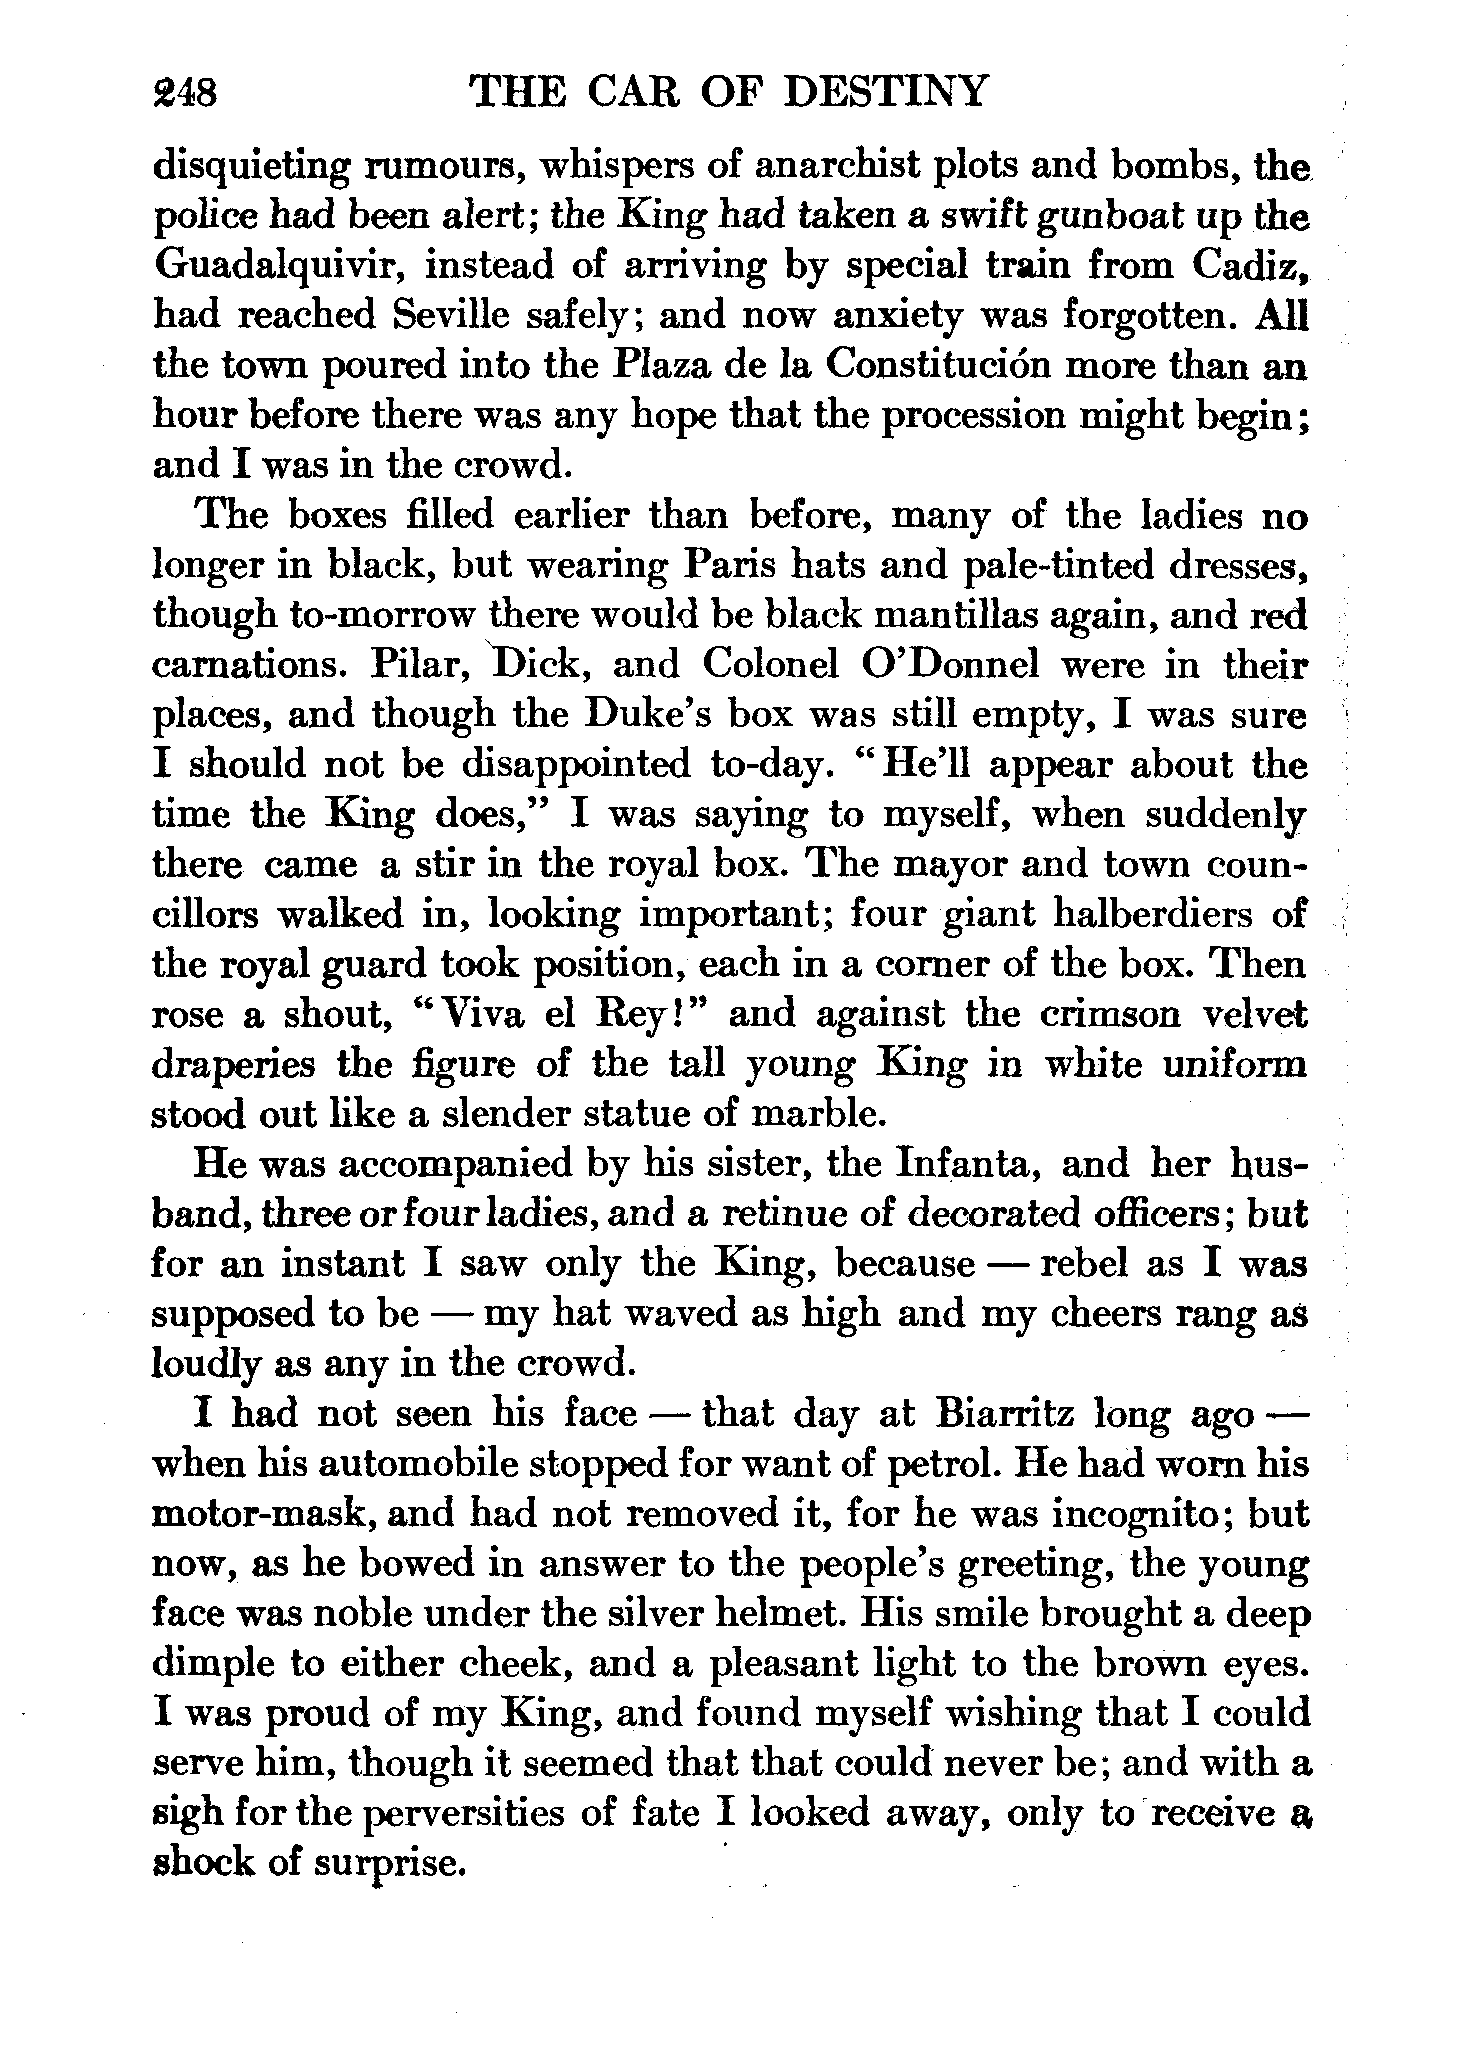 248 THE CAR OF DESTINY
disquieting rumours, whispers of anarchist plots and bombs, the
police had been alert; the King had taken a swift gunboat up the
Guadalquivir, instead of arriving by special train from Cadiz,
had reached Seville safely; and now anxiety was forgotten. All
the town poured into the Plaza de la Constitución more than an
hour before there was any hope that the procession might begin;
and I was in the crowd.
The boxes filled earlier than before, many of the ladies no
longer in black, but wearing Paris hats and pale-tinted dresses,
though to-morrow there would be black mantillas again, and red
carnations. Pilar, Dick, and Colonel O'Donnel were in their
places, and though the Duke's box was still empty, I was sure
I should not be disappointed to-day. "He'll appear about the
time the King does," I was saying to myself, when suddenly
there came a stir in the royal box. The mayor and town coun-
cillors walked in, looking important; four giant halberdiers of
the royal guard took position, each in a corner of the box. Then
rose a shout, "Viva el Rey!" and against the crimson velvet
draperies the figure of the tall young King in white uniform
stood out like a slender statue of marble.
He was accompanied by his sister, the Infanta, and her hus-
band, three or four ladies, and a retinue of decorated officers; but
for an instant I saw only the King, because — rebel as I was
supposed to be — my hat waved as high and my cheers rang as
loudly as any in the crowd.
I had not seen his face — that day at Biarritz long ago —
when his automobile stopped for want of petrol. He had worn his
motor-mask, and had not removed it, for he was incognito; but
now, as he bowed in answer to the people's greeting, the young
face was noble under the silver helmet. His smile brought a deep
dimple to either cheek, and a pleasant light to the brown eyes.
I was proud of my King, and found myself wishing that I could
serve him, though it seemed that that could never be; and with a
sigh for the perversities of fate I looked away, only to receive a
shock of surprise.